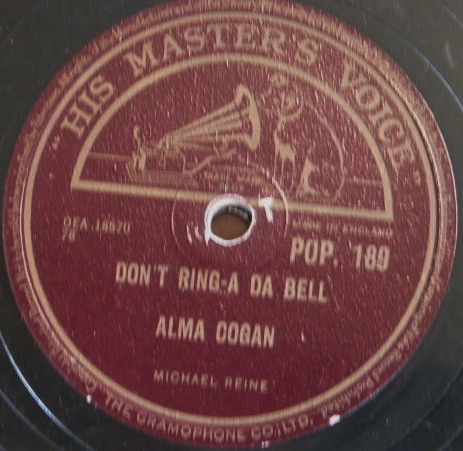 "HIS MASTER'S VOICE"
OEA.18570
78
MADE IN ENGLAND
POP. 189
DON'T RING-A DA BELL
ALMA COGAN
MICHAEL REINE
THE GRAMOPHONE CO., LTD.